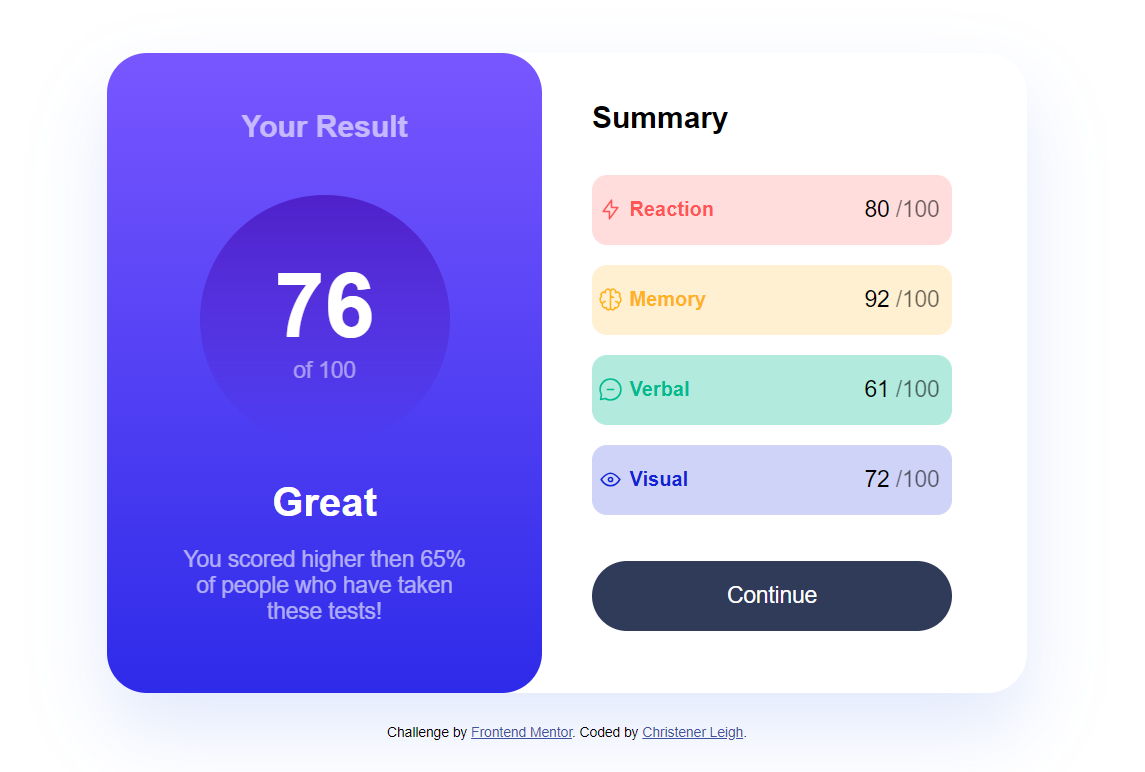 Your Result
76
of 100
Great
You scored higher then 65%
of people who have taken
these tests!
Summary
Reaction 80 /100
Memory 92 /100
Verbal 61 /100
Visual 72 /100
Continue
Challenge by Frontend Mentor. Coded by Christener Leigh.